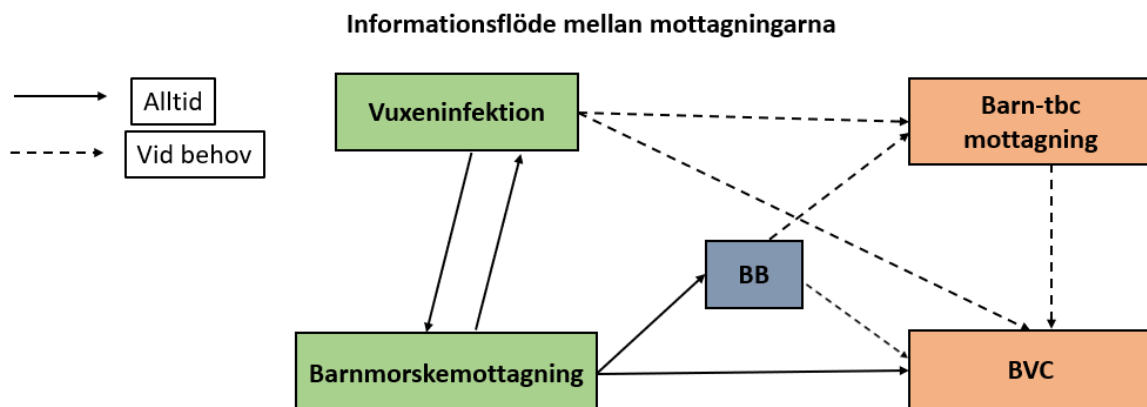 Informationsflöde mellan mottagningarna
Alltid
Vid behov
Vuxeninfektion
Barn-tbc
mottagning
BB
Barnmorskemottagning
BVC